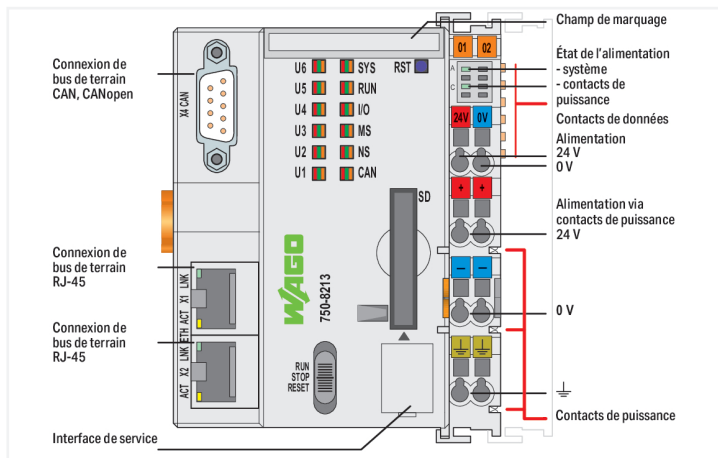 Champ de marquage
Connexion de
bus de terrain
CAN, CANopen
X4 CAN
U6
SYS
RST
U5
RUN
U4
I/O
U3
MS
U2
NS
U1
CAN
01
02
A
C
24V
0V
État de l'alimentation
- système
- contacts de
puissance
Contacts de données
Alimentation
24 V
0 V
SD
+
+
Alimentation via
contacts de puissance
24 V
WAGO
750-8213
Connexion de
bus de terrain
RJ-45
LNK
X1
ACT
ETH
Connexion de
bus de terrain
RJ-45
LNK
X2
ACT
—
—
0 V
RUN
STOP
RESET
Interface de service
Contacts de puissance